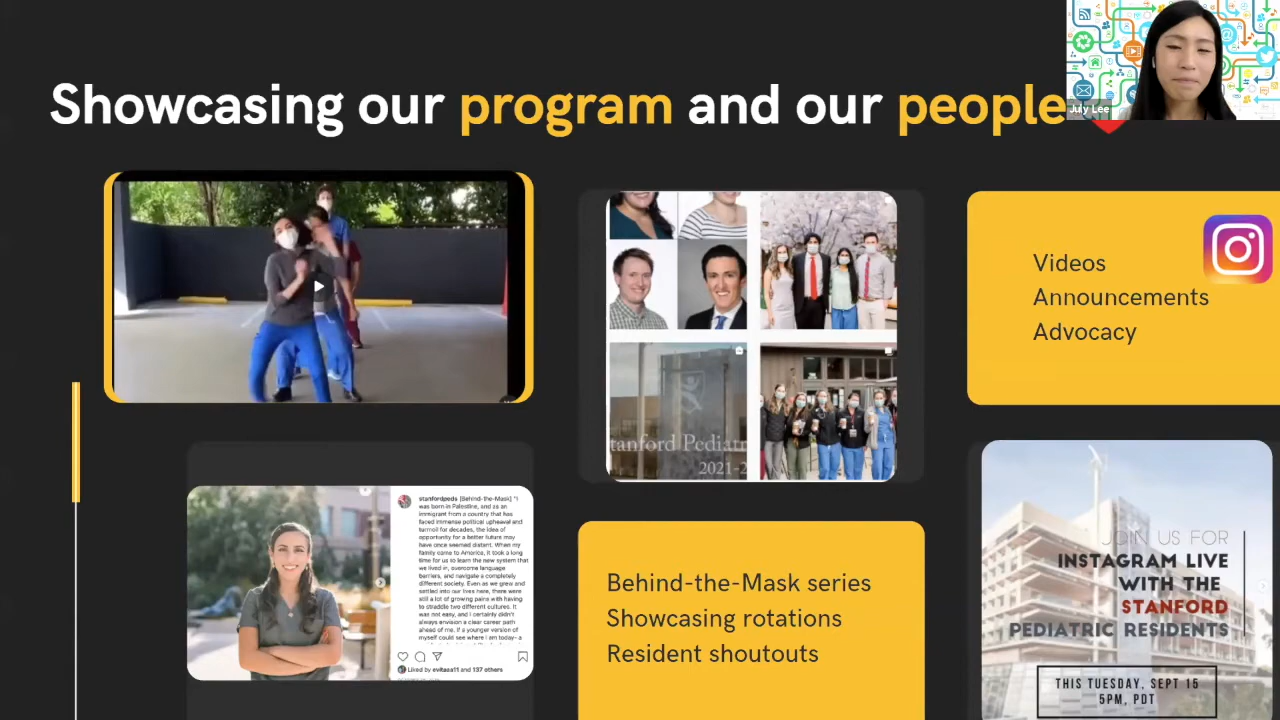 Showcasing our program and our people
July Lee
Videos
Announcements
Advocacy
tanford Pediatr
2021-2
stanfordpeds [Behind-the-Mask] "I
was born in Palestine, and as an
immigrant from a country that has
faced immense political upheaval and
turmoil for decades, the idea of
opportunity for a better future may
have once seemed distant. When my
family came to America, it took a long
time for us to learn the new system that
we lived in, overcome language
barriers, and navigate a completely
different society. Even as we grew and
settled into our lives here, there were
still a lot of growing pains with having
to straddle two different cultures. It
was not easy, and I certainly didn't
always envision a clear career path
ahead of me. If a younger version of
myself could see where I am today- a
Liked by evitasa11 and 137 others
Behind-the-Mask series
Showcasing rotations
Resident shoutouts
JOIN US FOR
INSTAGRAM LIVE
WITH THE
STANFORD
PEDIATRIC RESIDENTS
THIS TUESDAY, SEPT 15
5PM, PDT